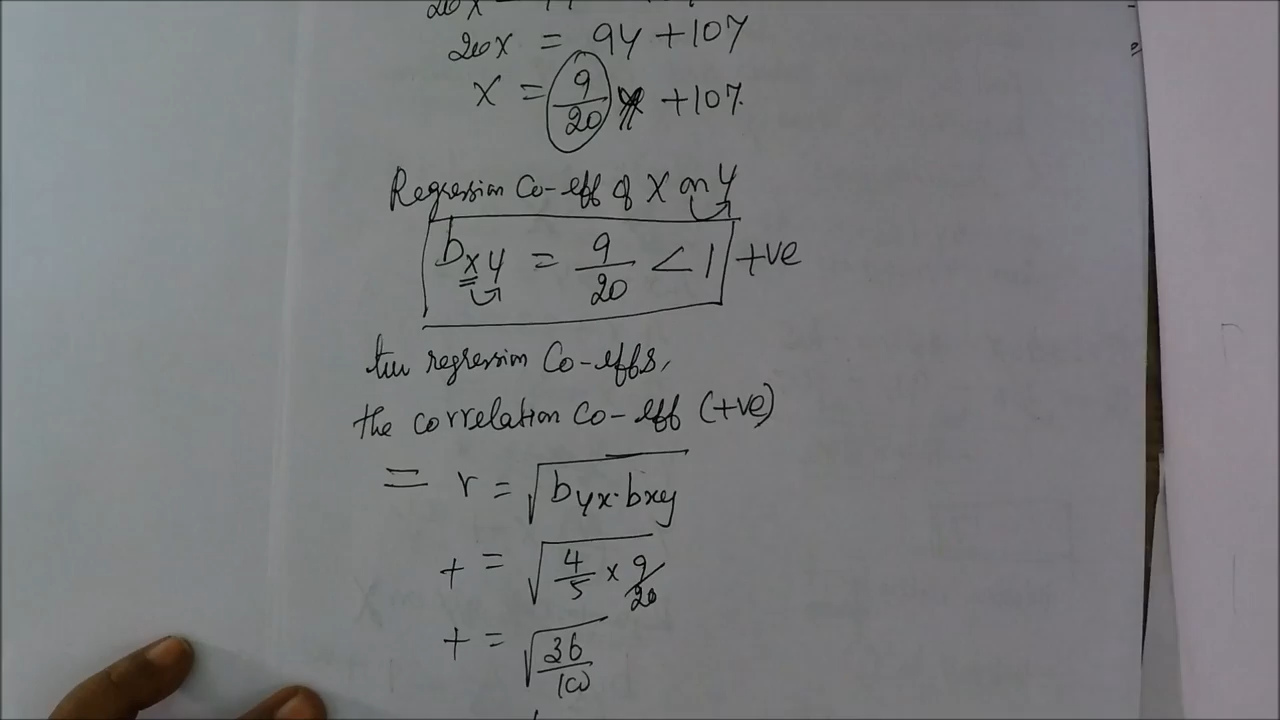 20x = 9y + 107
x = 9/20 y + 107.
Regression Co-eff of X on y
bxy = 9/20 < 1 +ve
regression Co-effs,
the correlation Co-eff (+ve)
= r = √byx.bxy
+ = √4/5 × 9/20
+ = √36/100